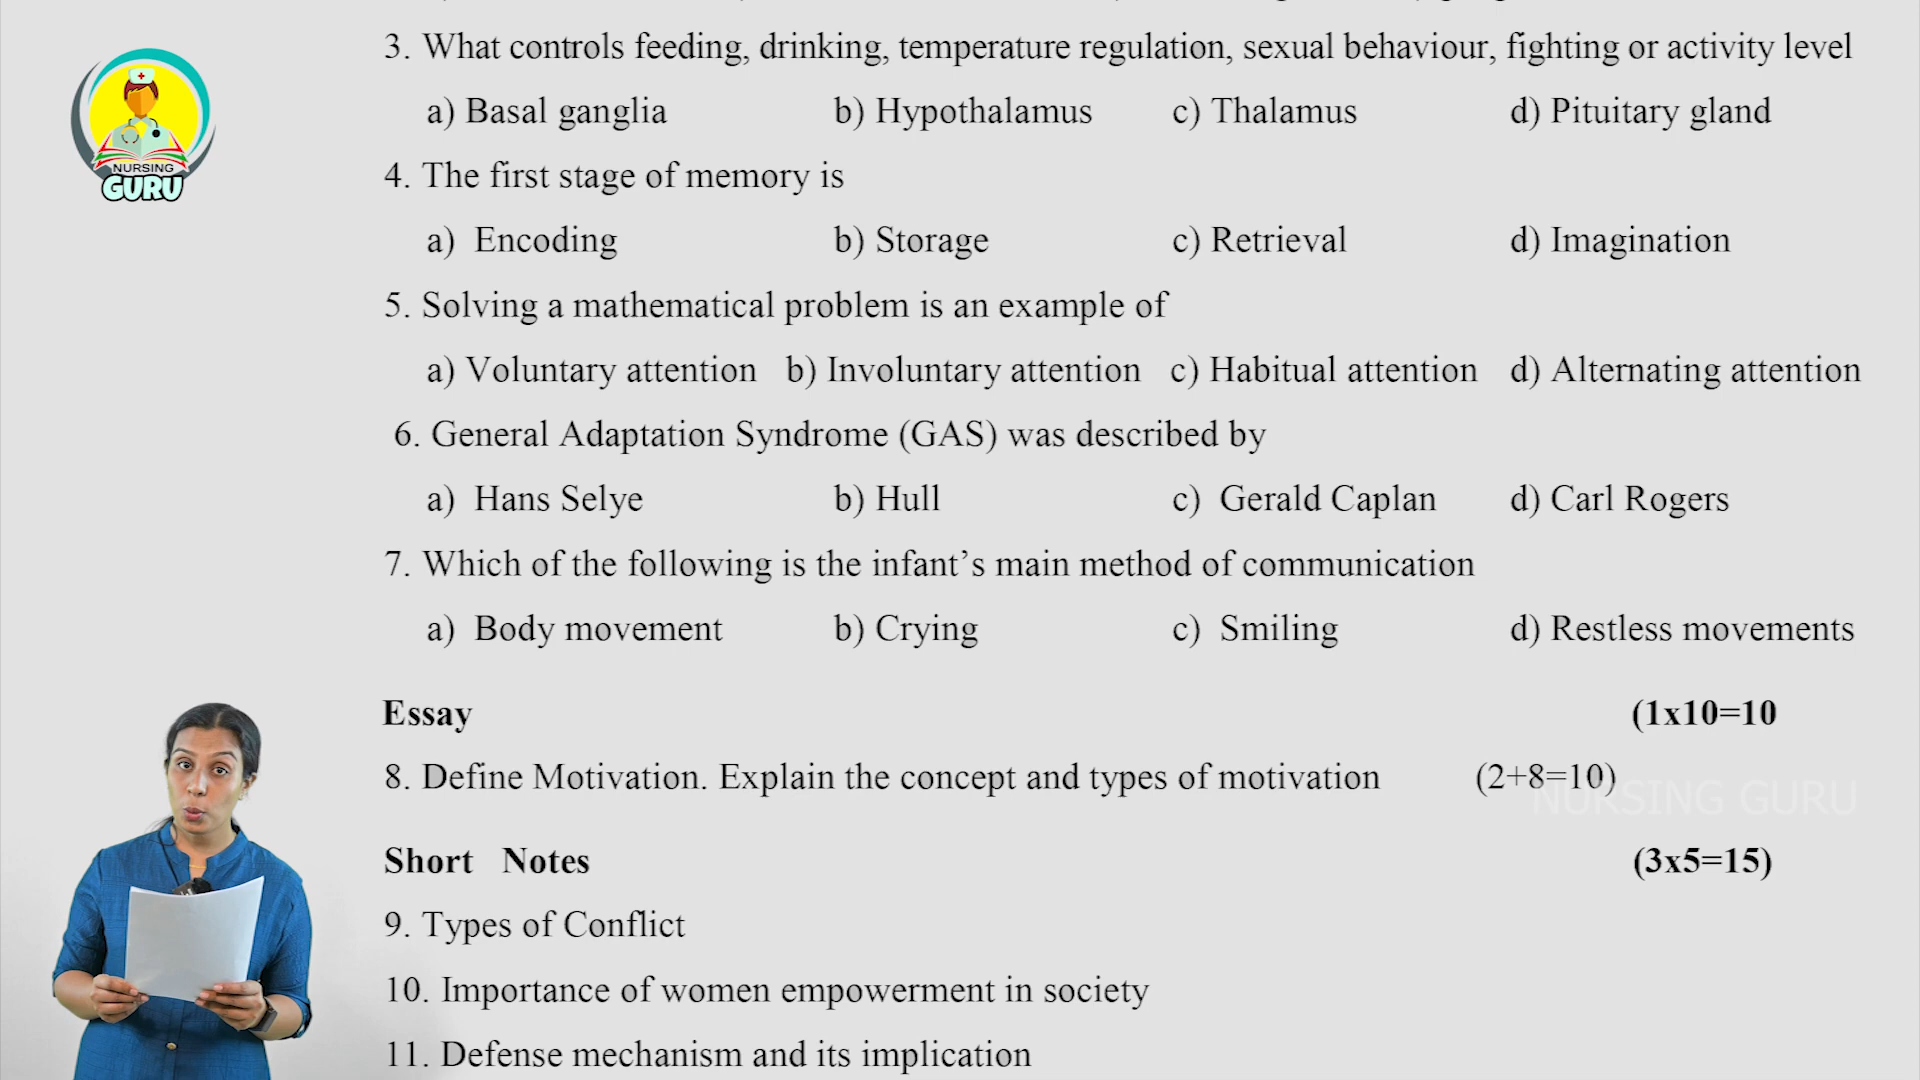 3. What controls feeding, drinking, temperature regulation, sexual behaviour, fighting or activity level
a) Basal ganglia b) Hypothalamus c) Thalamus d) Pituitary gland
4. The first stage of memory is
a) Encoding b) Storage c) Retrieval d) Imagination
5. Solving a mathematical problem is an example of
a) Voluntary attention b) Involuntary attention c) Habitual attention d) Alternating attention
6. General Adaptation Syndrome (GAS) was described by
a) Hans Selye b) Hull c) Gerald Caplan d) Carl Rogers
7. Which of the following is the infant’s main method of communication
a) Body movement b) Crying c) Smiling d) Restless movements
Essay (1x10=10
8. Define Motivation. Explain the concept and types of motivation (2+8=10)
Short Notes (3x5=15)
9. Types of Conflict
10. Importance of women empowerment in society
11. Defense mechanism and its implication
NURSING
GURU
NURSING GURU